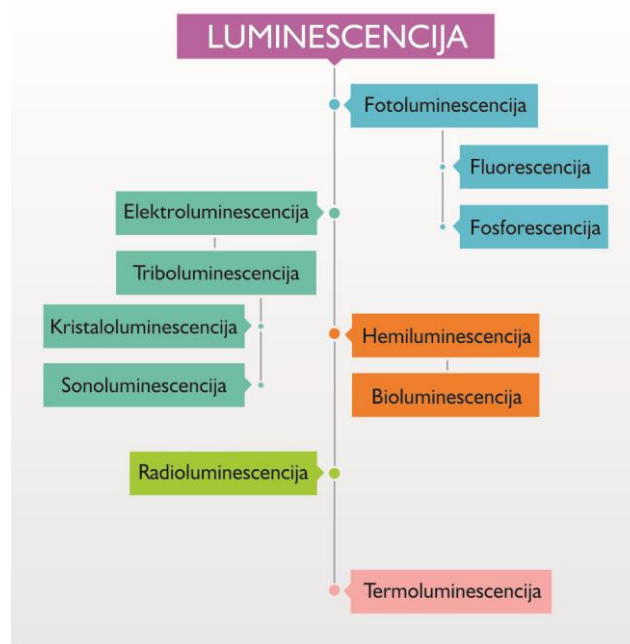 LUMINESCENCIJA
Fotoluminescencija
Fluorescencija
Fosforescencija
Elektroluminescencija
Triboluminescencija
Kristaloluminescencija
Sonoluminescencija
Hemiluminescencija
Bioluminescencija
Radioluminescencija
Termoluminescencija